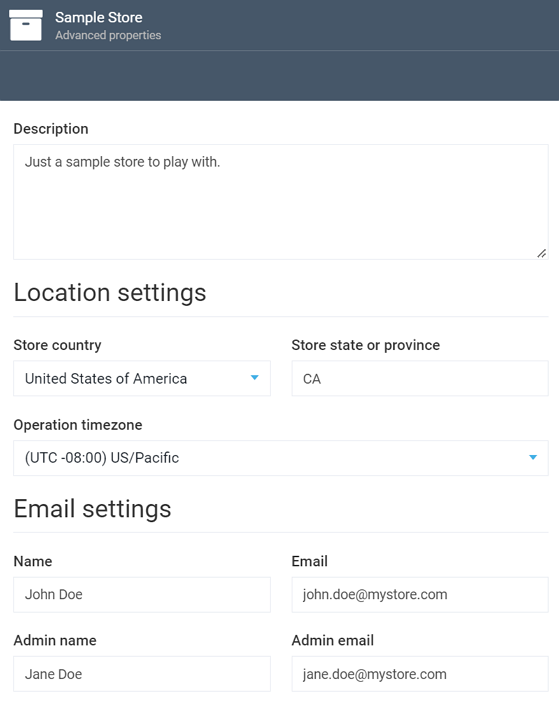 Sample Store
Advanced properties
Description
Just a sample store to play with.
Location settings
Store country
Store state or province
United States of America
CA
Operation timezone
(UTC -08:00) US/Pacific
Email settings
Name
Email
John Doe
john.doe@mystore.com
Admin name
Admin email
Jane Doe
jane.doe@mystore.com